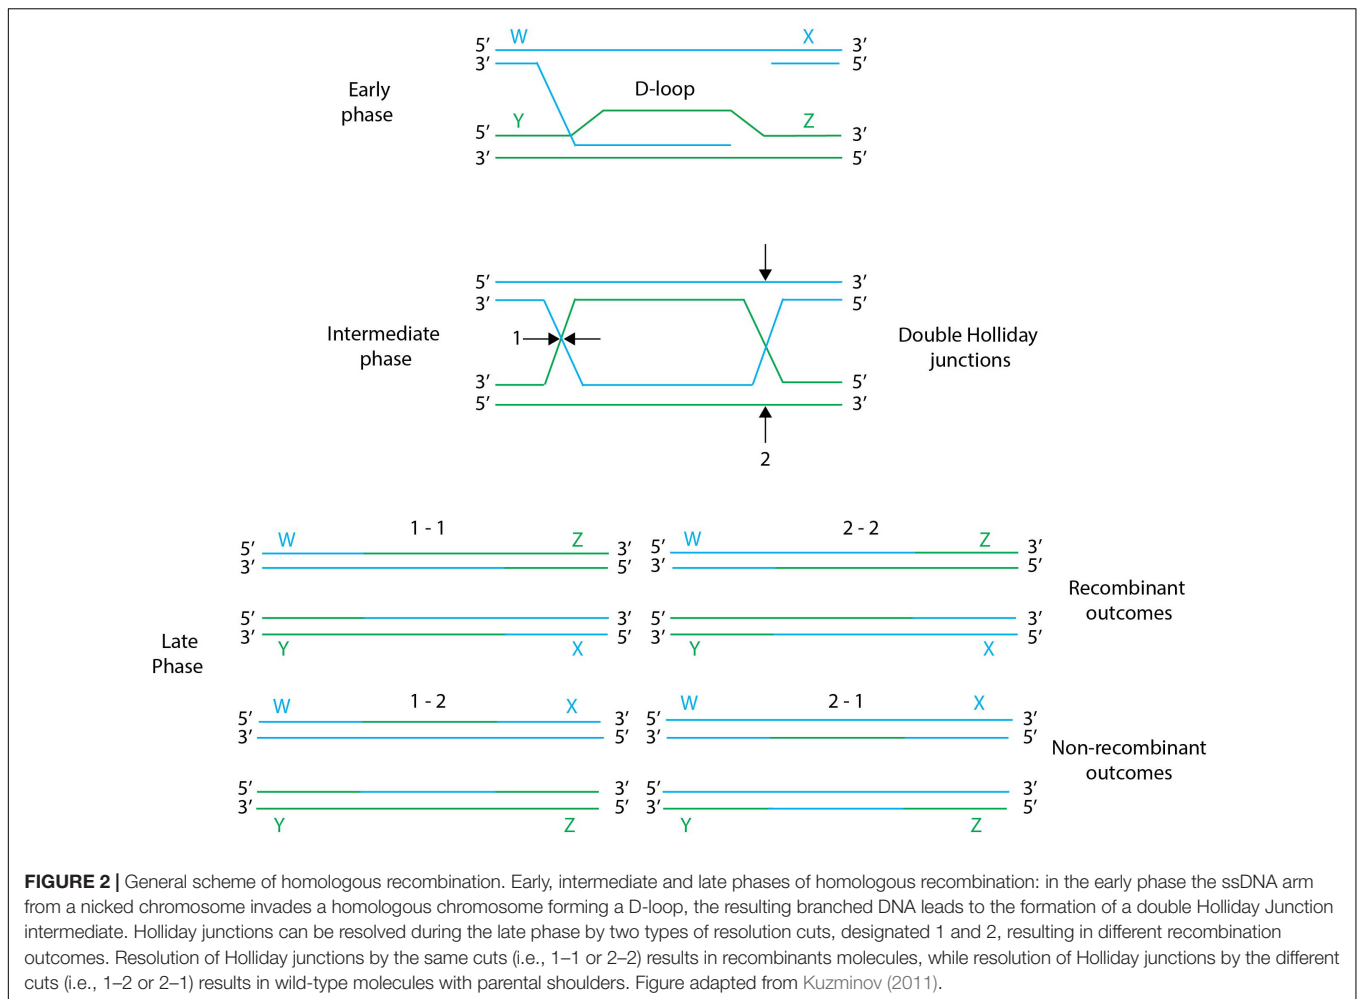 W X
5′ 3′
3′ 5′
Early
phase
D-loop
Y Z
5′ 3′
3′ 5′
5′ 3′
3′ 5′
Intermediate
phase
1
Double Holliday
junctions
3′ 5′
5′ 3′
2
1 - 1
W Z
5′ 3′
3′ 5′
5′ 3′
3′ 5′
Y X
2 - 2
W Z
5′ 3′
3′ 5′
5′ 3′
3′ 5′
Y X
Recombinant
outcomes
Late
Phase
1 - 2
W X
5′ 3′
3′ 5′
5′ 3′
3′ 5′
Y Z
2 - 1
W X
5′ 3′
3′ 5′
5′ 3′
3′ 5′
Y Z
Non-recombinant
outcomes
FIGURE 2 | General scheme of homologous recombination. Early, intermediate and late phases of homologous recombination: in the early phase the ssDNA arm
from a nicked chromosome invades a homologous chromosome forming a D-loop, the resulting branched DNA leads to the formation of a double Holliday Junction
intermediate. Holliday junctions can be resolved during the late phase by two types of resolution cuts, designated 1 and 2, resulting in different recombination
outcomes. Resolution of Holliday junctions by the same cuts (i.e., 1–1 or 2–2) results in recombinants molecules, while resolution of Holliday junctions by the different
cuts (i.e., 1–2 or 2–1) results in wild-type molecules with parental shoulders. Figure adapted from Kuzminov (2011).